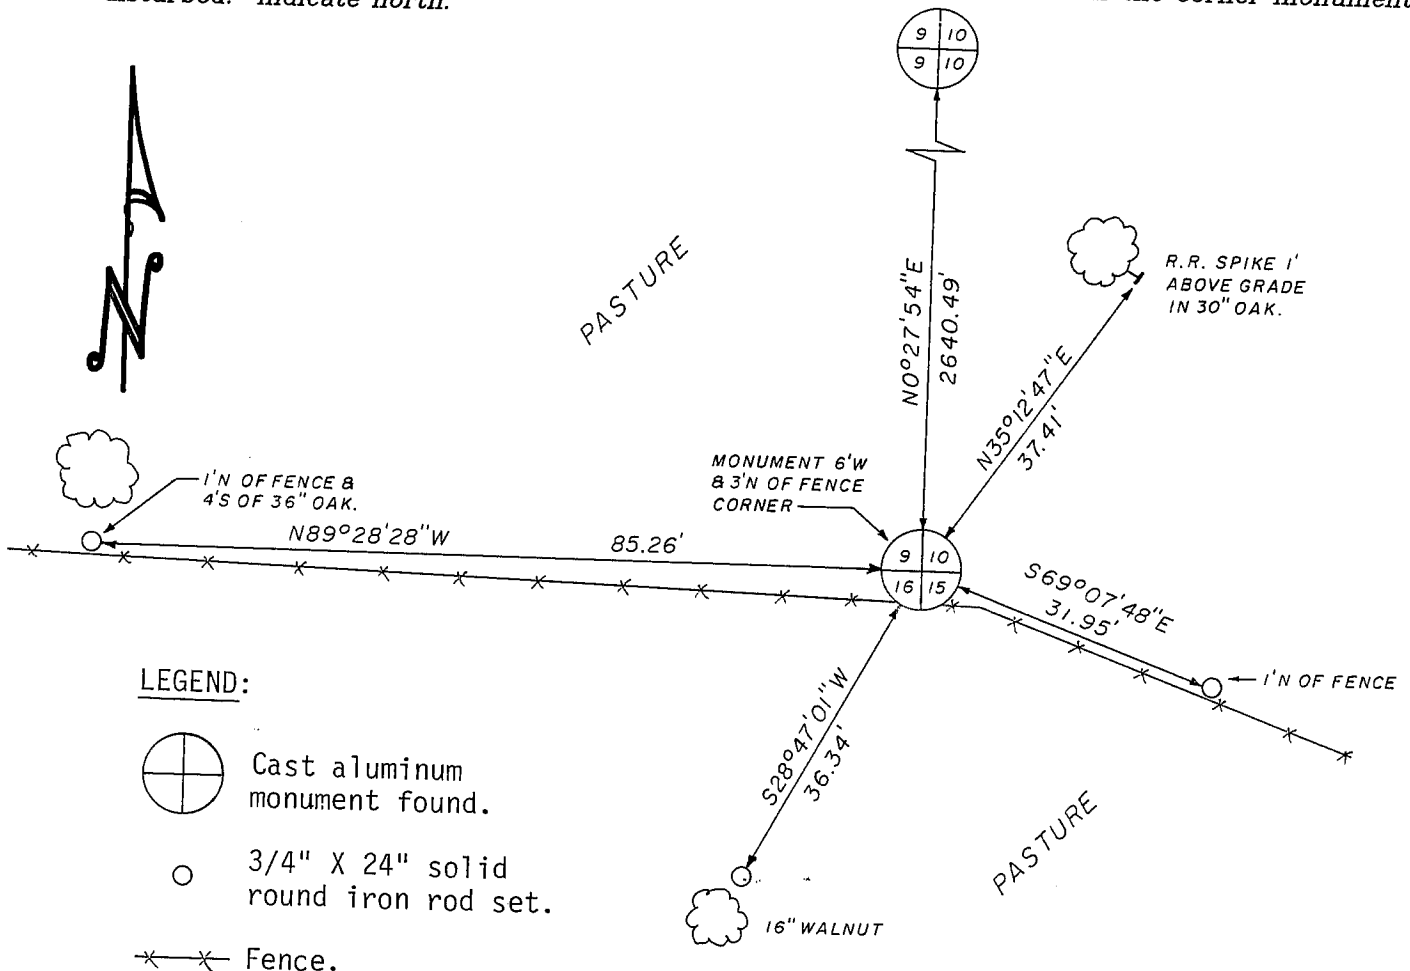 Indicate north.
the corner monument
9 10
9 10
N
PASTURE
N0°27'54"E
2640.49'
R.R. SPIKE 1'
ABOVE GRADE
IN 30" OAK.
N35°12'47"E
37.41'
1'N OF FENCE &
4'S OF 36" OAK.
MONUMENT 6'W
& 3'N OF FENCE
CORNER
N89°28'28"W 85.26'
9 10
16 15
S69°07'48"E
31.95'
1'N OF FENCE
S28°47'01"W
36.34'
16" WALNUT
PASTURE
LEGEND:
Cast aluminum
monument found.
3/4" X 24" solid
round iron rod set.
Fence.